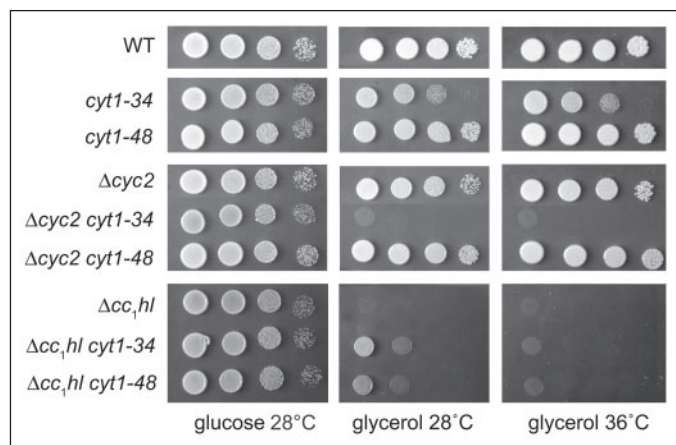 WT
cyt1-34
cyt1-48
Δcyc2
Δcyc2 cyt1-34
Δcyc2 cyt1-48
Δcc₁hl
Δcc₁hl cyt1-34
Δcc₁hl cyt1-48
glucose 28°C glycerol 28˚C glycerol 36˚C